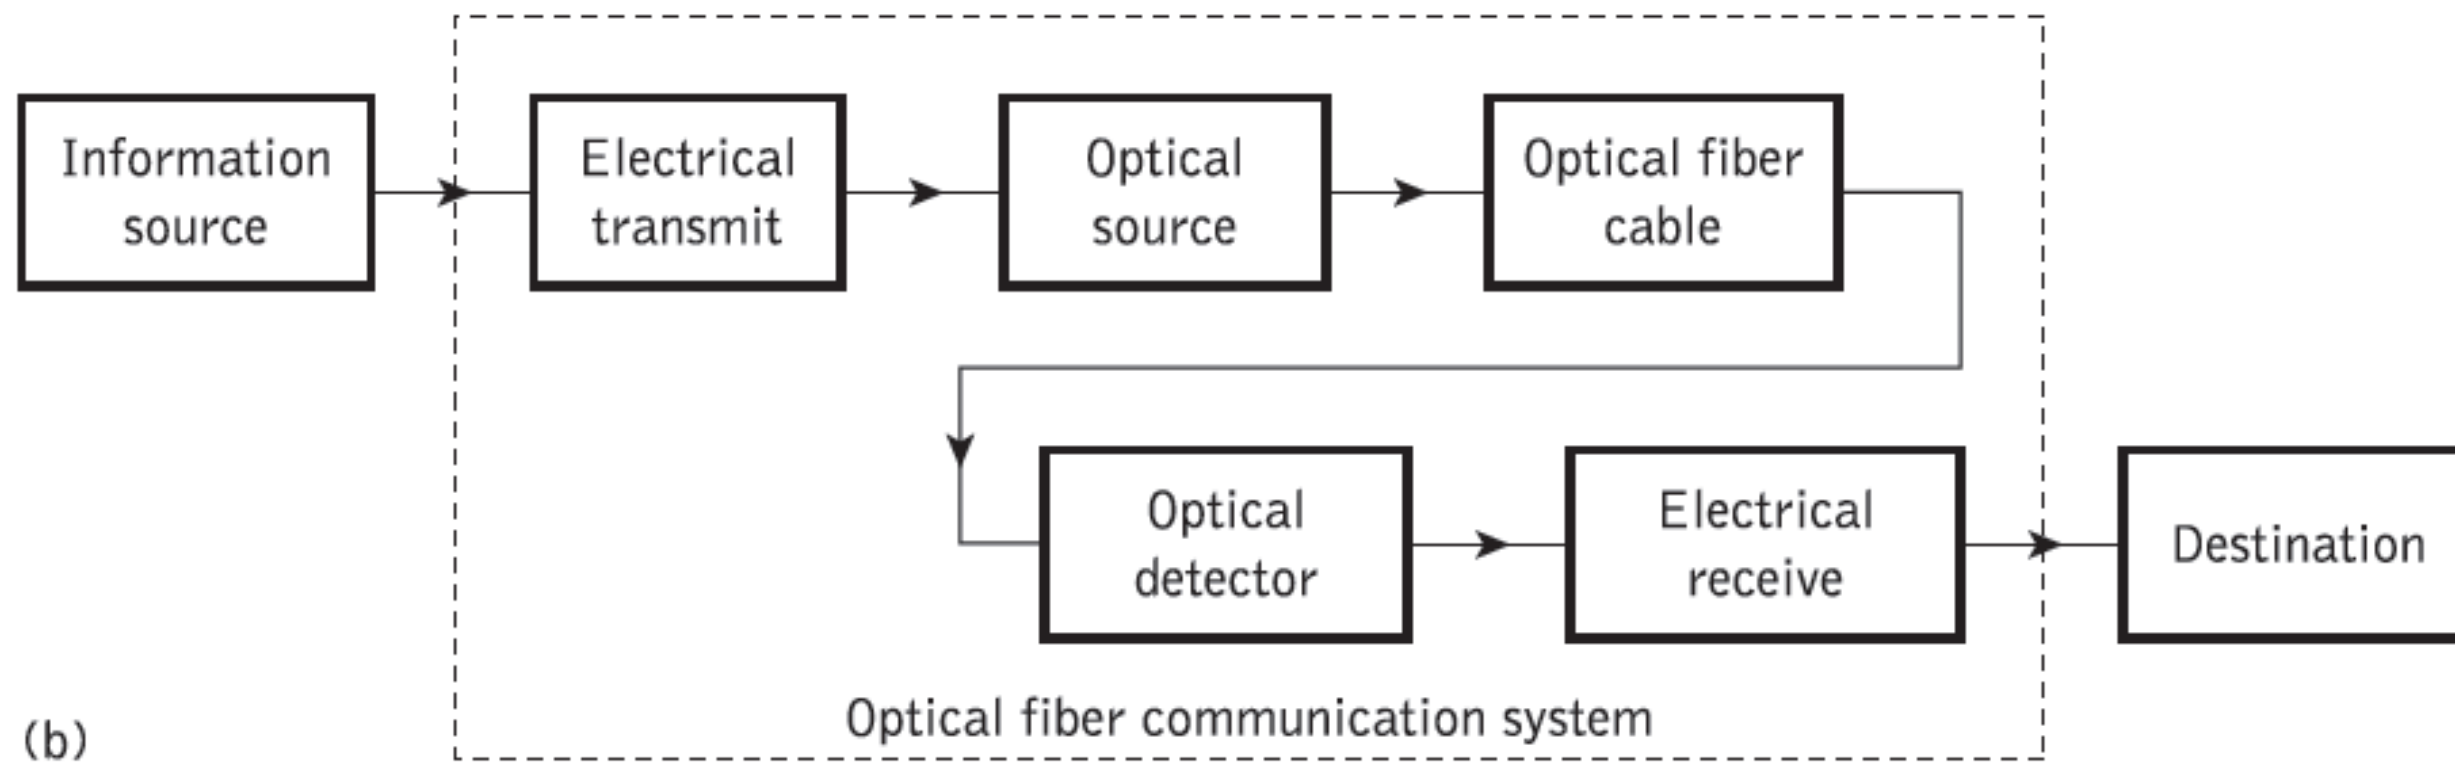 Information
source
Electrical
transmit
Optical
source
Optical fiber
cable
Optical
detector
Electrical
receive
Destination
Optical fiber communication system
(b)